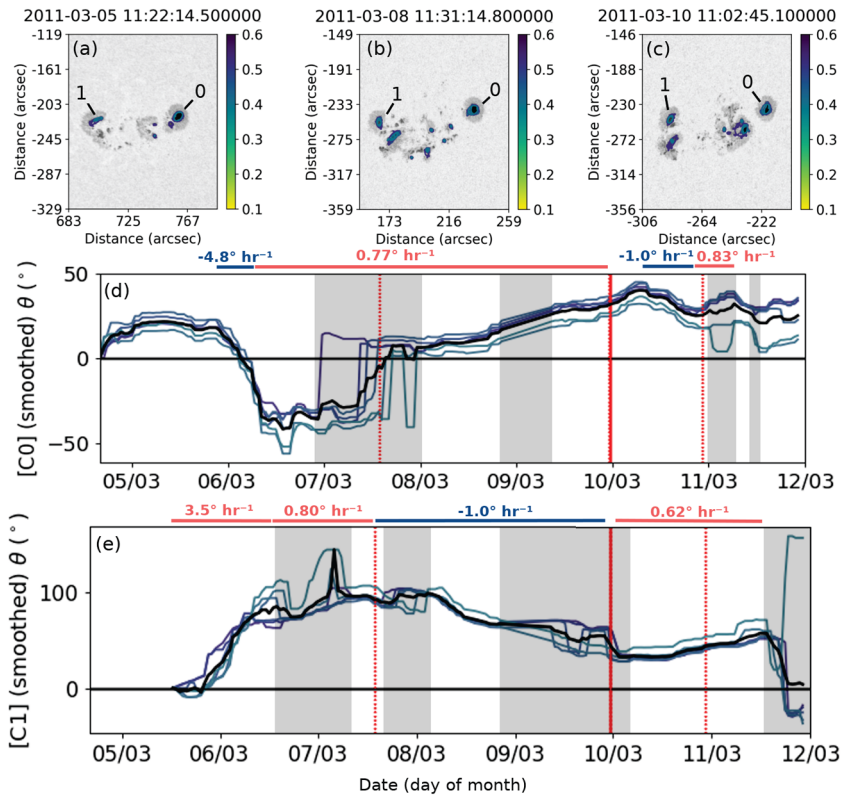 2011-03-05 11:22:14.500000 2011-03-08 11:31:14.800000 2011-03-10 11:02:45.100000
-119 (a) 1 0 0.6 -149 (b) 1 0 0.6 -146 (c) 1 0 0.6
-161 0.5 -191 0.5 -188 0.5
-203 0.4 -233 0.4 -230 0.4
-245 0.3 -275 0.3 -272 0.3
-287 0.2 -317 0.2 -314 0.2
-329 0.1 -359 0.1 -356 0.1
Distance (arcsec) Distance (arcsec) Distance (arcsec)
683 725 767 173 216 259 -306 -264 -222
Distance (arcsec) Distance (arcsec) Distance (arcsec)
-4.8° hr⁻¹ 0.77° hr⁻¹ -1.0° hr⁻¹ 0.83° hr⁻¹
(d)
[C0] (smoothed) θ (°)
50
0
−50
05/03 06/03 07/03 08/03 09/03 10/03 11/03 12/03
3.5° hr⁻¹ 0.80° hr⁻¹ -1.0° hr⁻¹ 0.62° hr⁻¹
(e)
[C1] (smoothed) θ (°)
100
0
05/03 06/03 07/03 08/03 09/03 10/03 11/03 12/03
Date (day of month)